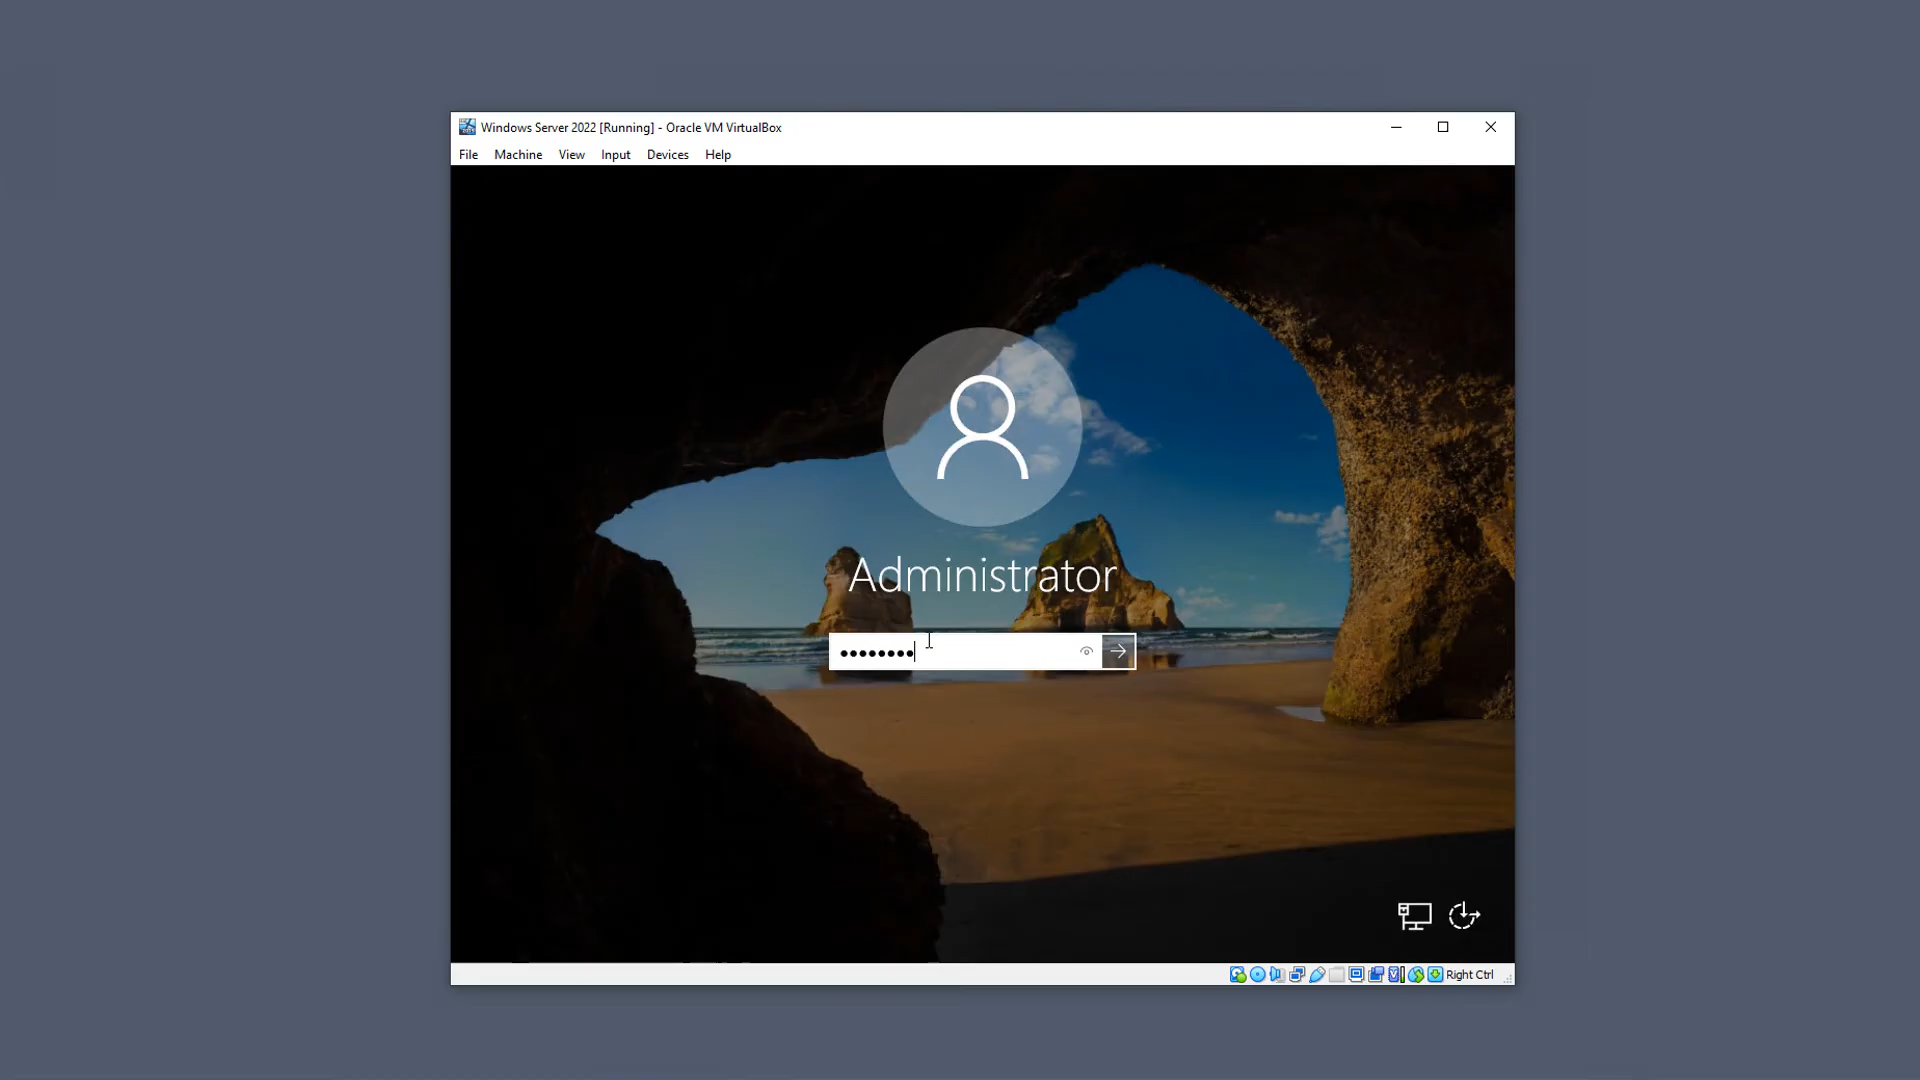 Windows Server 2022 [Running] - Oracle VM VirtualBox
File Machine View Input Devices Help
Administrator
••••••••
Right Ctrl